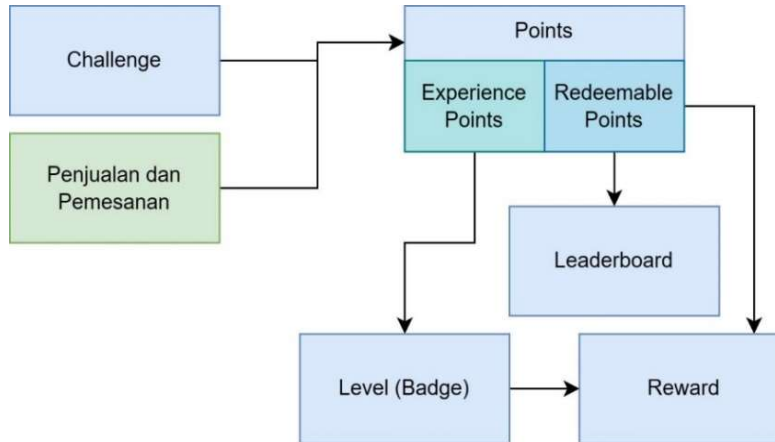 Challenge
Points
Experience
Points
Redeemable
Points
Penjualan dan
Pemesanan
Leaderboard
Level (Badge)
Reward